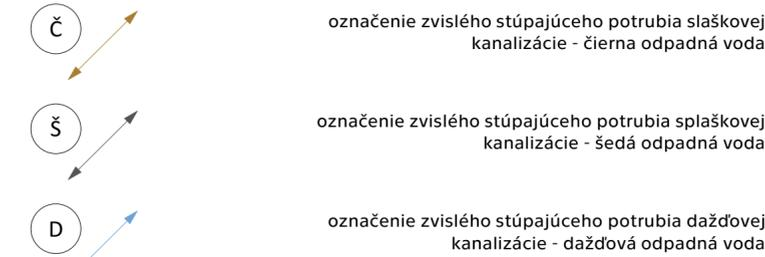 Č
označenie zvislého stúpajúceho potrubia slaškovej
kanalizácie - čierna odpadná voda
Š
označenie zvislého stúpajúceho potrubia splaškovej
kanalizácie - šedá odpadná voda
D
označenie zvislého stúpajúceho potrubia dažďovej
kanalizácie - dažďová odpadná voda